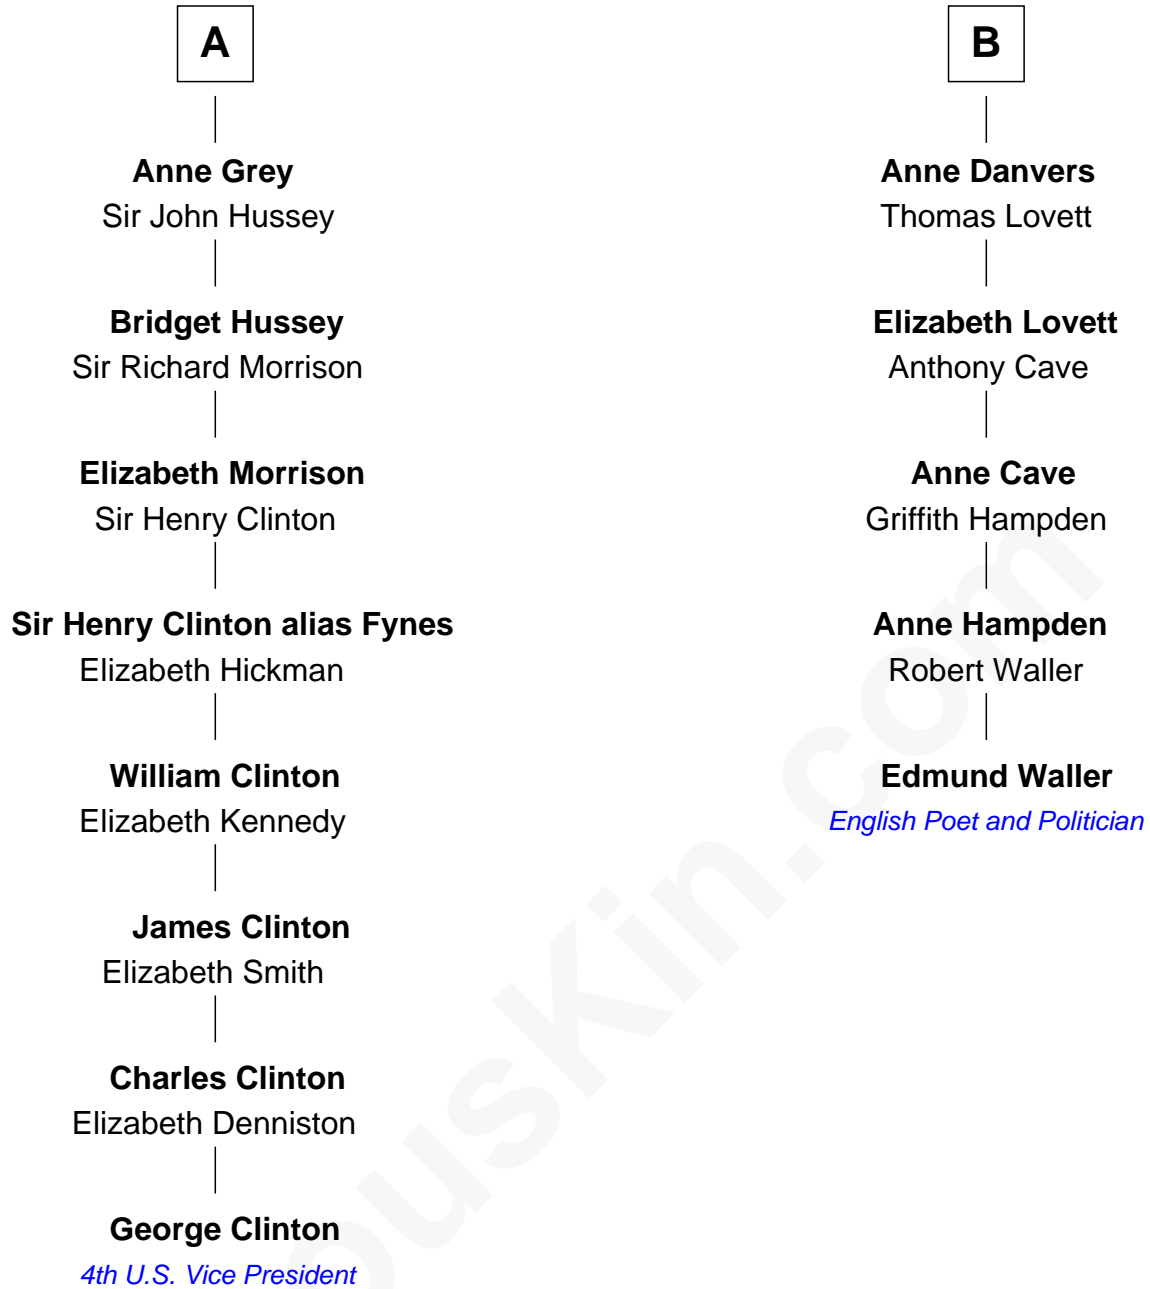 A
Anne Grey
Sir John Hussey
Bridget Hussey
Sir Richard Morrison
Elizabeth Morrison
Sir Henry Clinton
Sir Henry Clinton alias Fynes
Elizabeth Hickman
William Clinton
Elizabeth Kennedy
James Clinton
Elizabeth Smith
Charles Clinton
Elizabeth Denniston
George Clinton
4th U.S. Vice President
B
Anne Danvers
Thomas Lovett
Elizabeth Lovett
Anthony Cave
Anne Cave
Griffith Hampden
Anne Hampden
Robert Waller
Edmund Waller
English Poet and Politician
ousKin.com